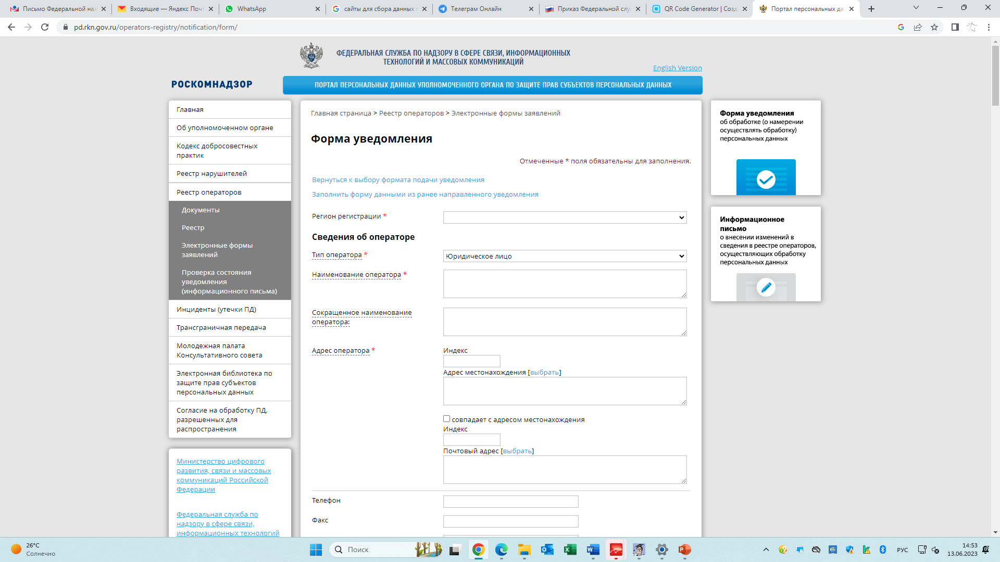 Письмо Федеральной нал
Входящие — Яндекс Почт
WhatsApp
сайты для сбора данных п
Телеграм Онлайн
Приказ Федеральной слу
QR Code Generator | Созд
Портал персональных да
pd.rkn.gov.ru/operators-registry/notification/form/
ФЕДЕРАЛЬНАЯ СЛУЖБА ПО НАДЗОРУ В СФЕРЕ СВЯЗИ, ИНФОРМАЦИОННЫХ
ТЕХНОЛОГИЙ И МАССОВЫХ КОММУНИКАЦИЙ
English Version
РОСКОМНАДЗОР
ПОРТАЛ ПЕРСОНАЛЬНЫХ ДАННЫХ УПОЛНОМОЧЕННОГО ОРГАНА ПО ЗАЩИТЕ ПРАВ СУБЪЕКТОВ ПЕРСОНАЛЬНЫХ ДАННЫХ
Главная
Об уполномоченном органе
Кодекс добросовестных
практик
Реестр нарушителей
Реестр операторов
Документы
Реестр
Электронные формы
заявлений
Проверка состояния
уведомления
(информационного письма)
Инциденты (утечки ПД)
Трансграничная передача
Молодежная палата
Консультативного совета
Электронная библиотека по
защите прав субъектов
персональных данных
Согласие на обработку ПД,
разрешенных для
распространения
Министерство цифрового
развития, связи и массовых
коммуникаций Российской
Федерации
Федеральная служба по
надзору в сфере связи,
информационных технологий
Главная страница > Реестр операторов > Электронные формы заявлений
Форма уведомления
Отмеченные * поля обязательны для заполнения.
Вернуться к выбору формата подачи уведомления
Заполнить форму данными из ранее направленного уведомления
Регион регистрации *
Сведения об операторе
Тип оператора *
Юридическое лицо
Наименование оператора *
Сокращенное наименование
оператора:
Адрес оператора *
Индекс
Адрес местонахождения [выбрать]
совпадает с адресом местонахождения
Индекс
Почтовый адрес [выбрать]
Телефон
Факс
Форма уведомления
об обработке (о намерении
осуществлять обработку)
персональных данных
Информационное
письмо
о внесении изменений в
сведения в реестре операторов,
осуществляющих обработку
персональных данных
26°C
Солнечно
Поиск
РУС
14:53
13.06.2023